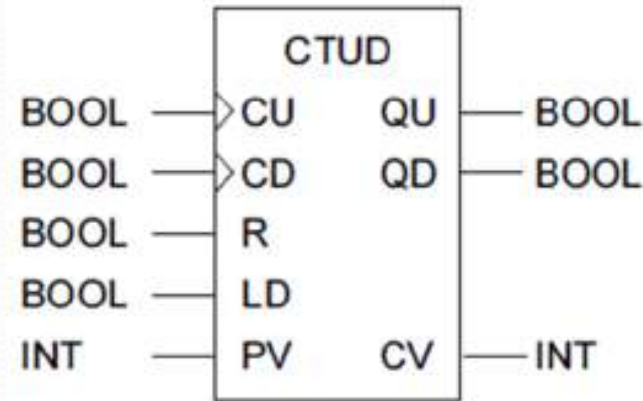 CTUD
BOOL CU QU BOOL
BOOL CD QD BOOL
BOOL R
BOOL LD
INT PV CV INT